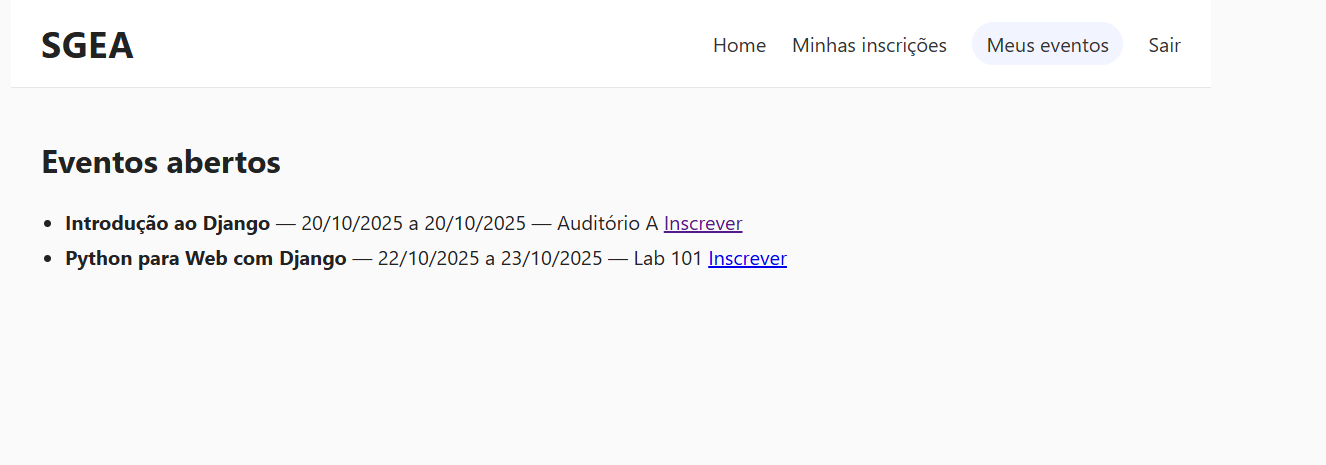 SGEA
Home Minhas inscrições Meus eventos Sair
Eventos abertos
Introdução ao Django — 20/10/2025 a 20/10/2025 — Auditório A Inscrever
Python para Web com Django — 22/10/2025 a 23/10/2025 — Lab 101 Inscrever